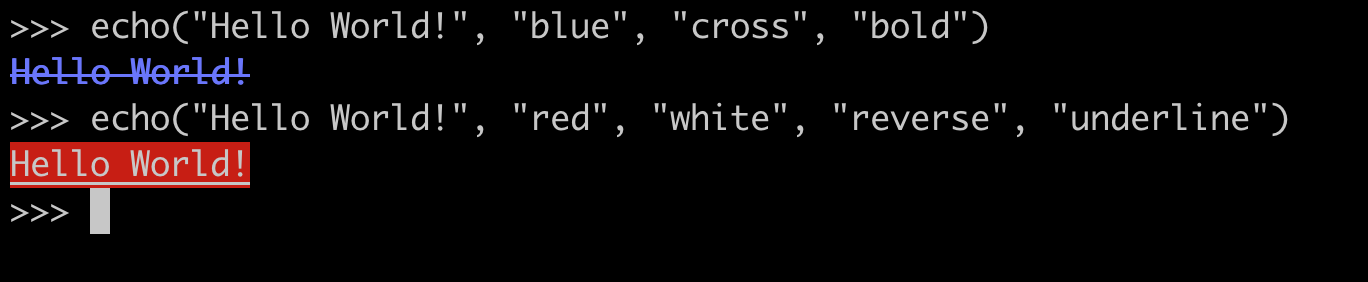 >>> echo("Hello World!", "blue", "cross", "bold")
Hello World!
>>> echo("Hello World!", "red", "white", "reverse", "underline")
Hello World!
>>>